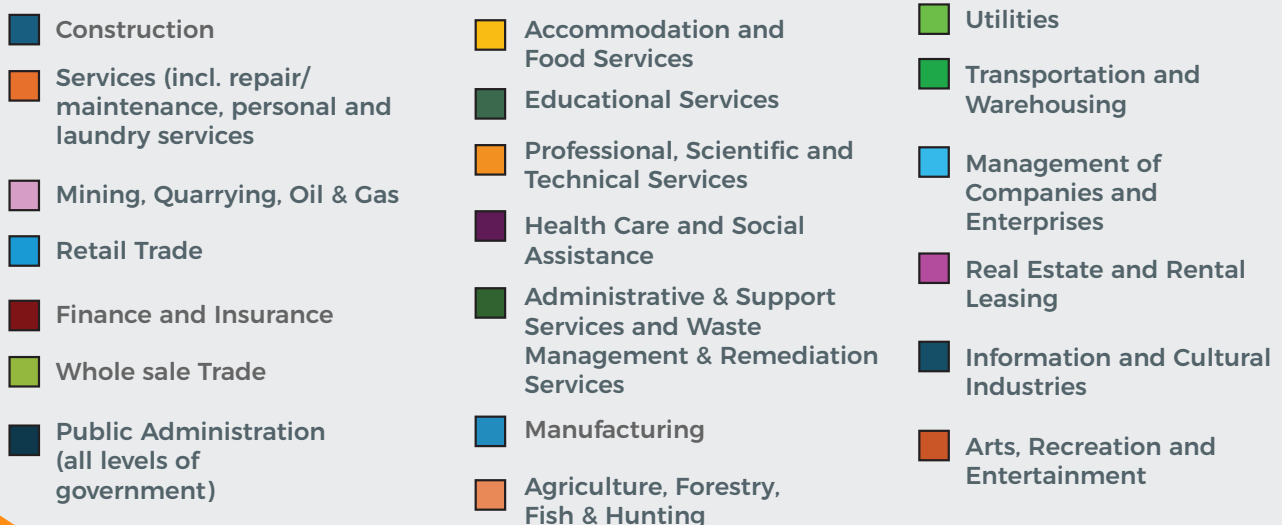 Construction
Services (incl. repair/
maintenance, personal and
laundry services
Mining, Quarrying, Oil & Gas
Retail Trade
Finance and Insurance
Whole sale Trade
Public Administration
(all levels of
government)
Accommodation and
Food Services
Educational Services
Professional, Scientific and
Technical Services
Health Care and Social
Assistance
Administrative & Support
Services and Waste
Management & Remediation
Services
Manufacturing
Agriculture, Forestry,
Fish & Hunting
Utilities
Transportation and
Warehousing
Management of
Companies and
Enterprises
Real Estate and Rental
Leasing
Information and Cultural
Industries
Arts, Recreation and
Entertainment